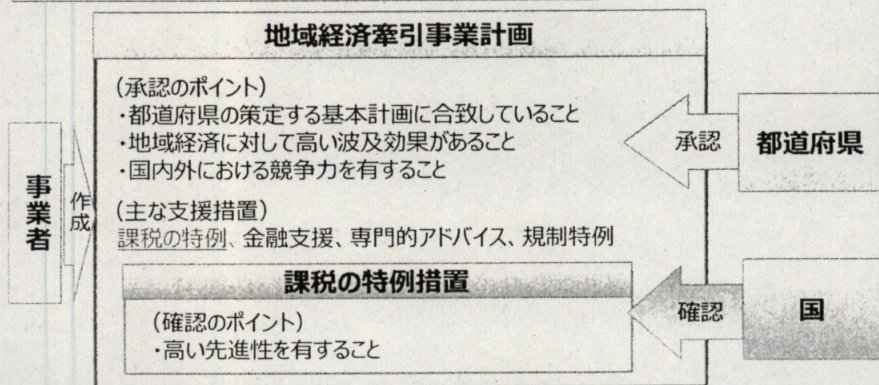 地域経済牽引事業計画
（承認のポイント）
・都道府県の策定する基本計画に合致していること
・地域経済に対して高い波及効果があること
・国内外における競争力を有すること
（主な支援措置）
課税の特例、金融支援、専門的アドバイス、規制特例
課税の特例措置
（確認のポイント）
・高い先進性を有すること
事業者
作成
承認
都道府県
確認
国